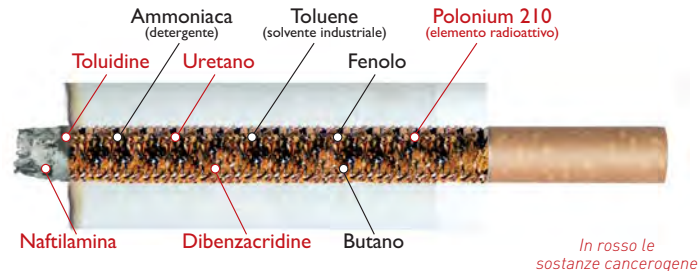 Ammoniaca
(detergente)
Toluene
(solvente industriale)
Polonium 210
(elemento radioattivo)
Toluidine
Uretano
Fenolo
Naftilamina
Dibenzacridine
Butano
In rosso le
sostanze cancerogene